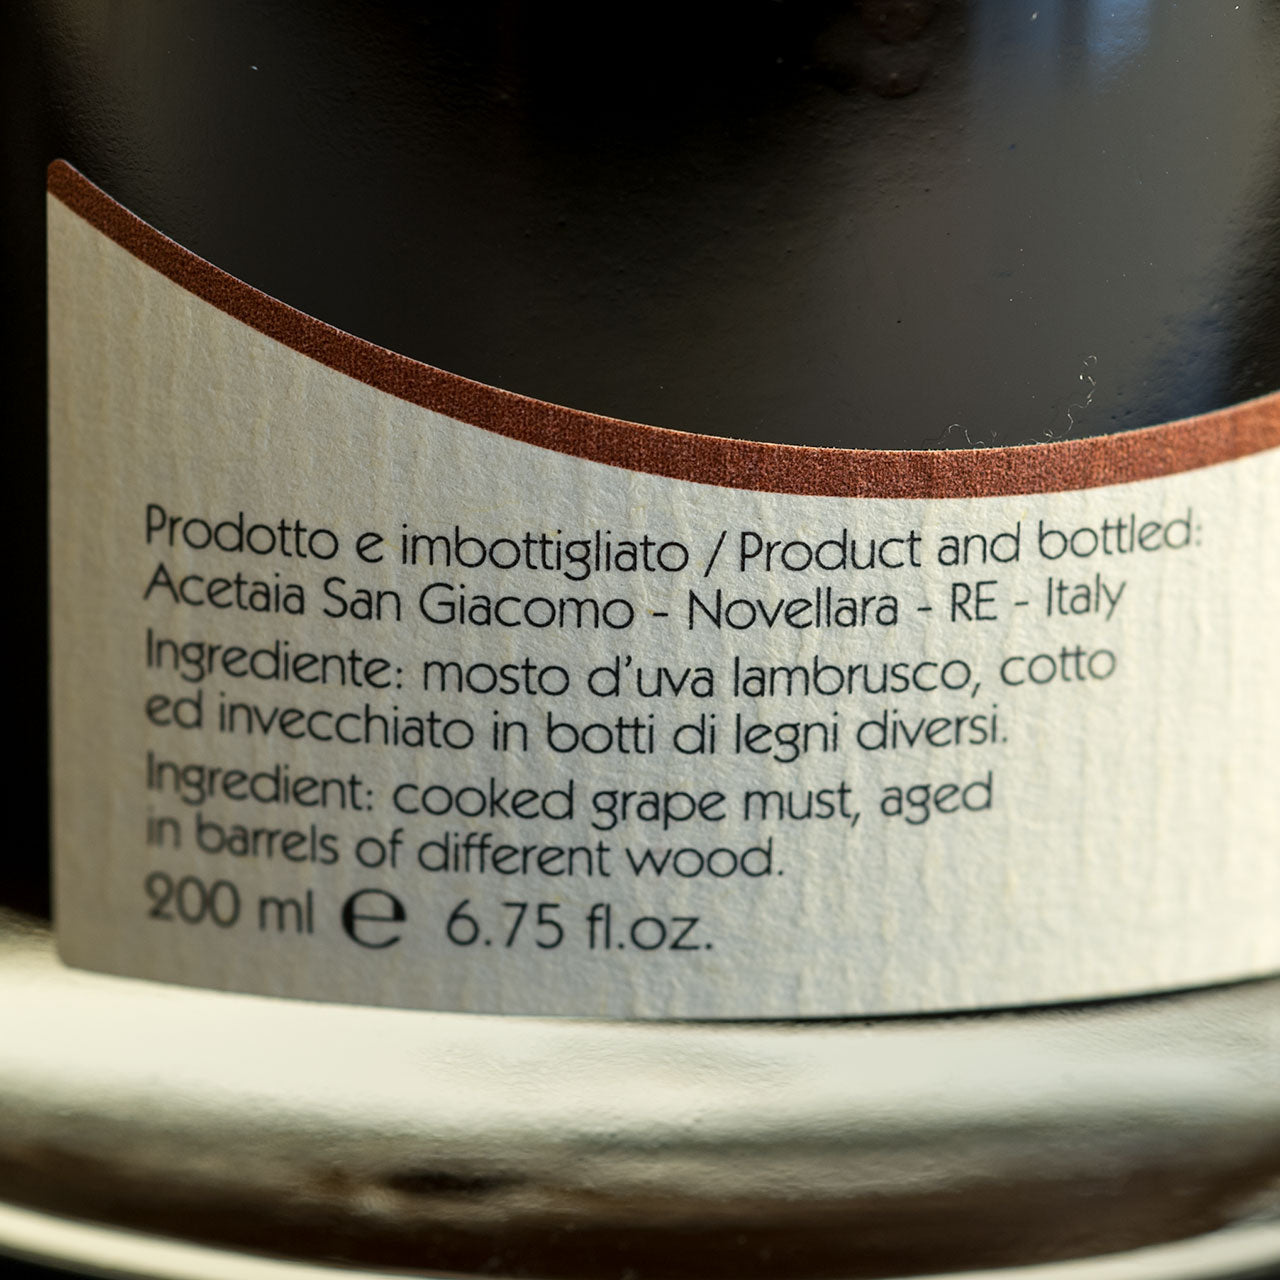 Prodotto e imbottigliato / Product and bottled:
Acetaia San Giacomo - Novellara - RE - Italy
Ingrediente: mosto d'uva lambrusco, cotto
ed invecchiato in botti di legni diversi.
Ingredient: cooked grape must, aged
in barrels of different wood.
200 ml ℮ 6.75 fl.oz.